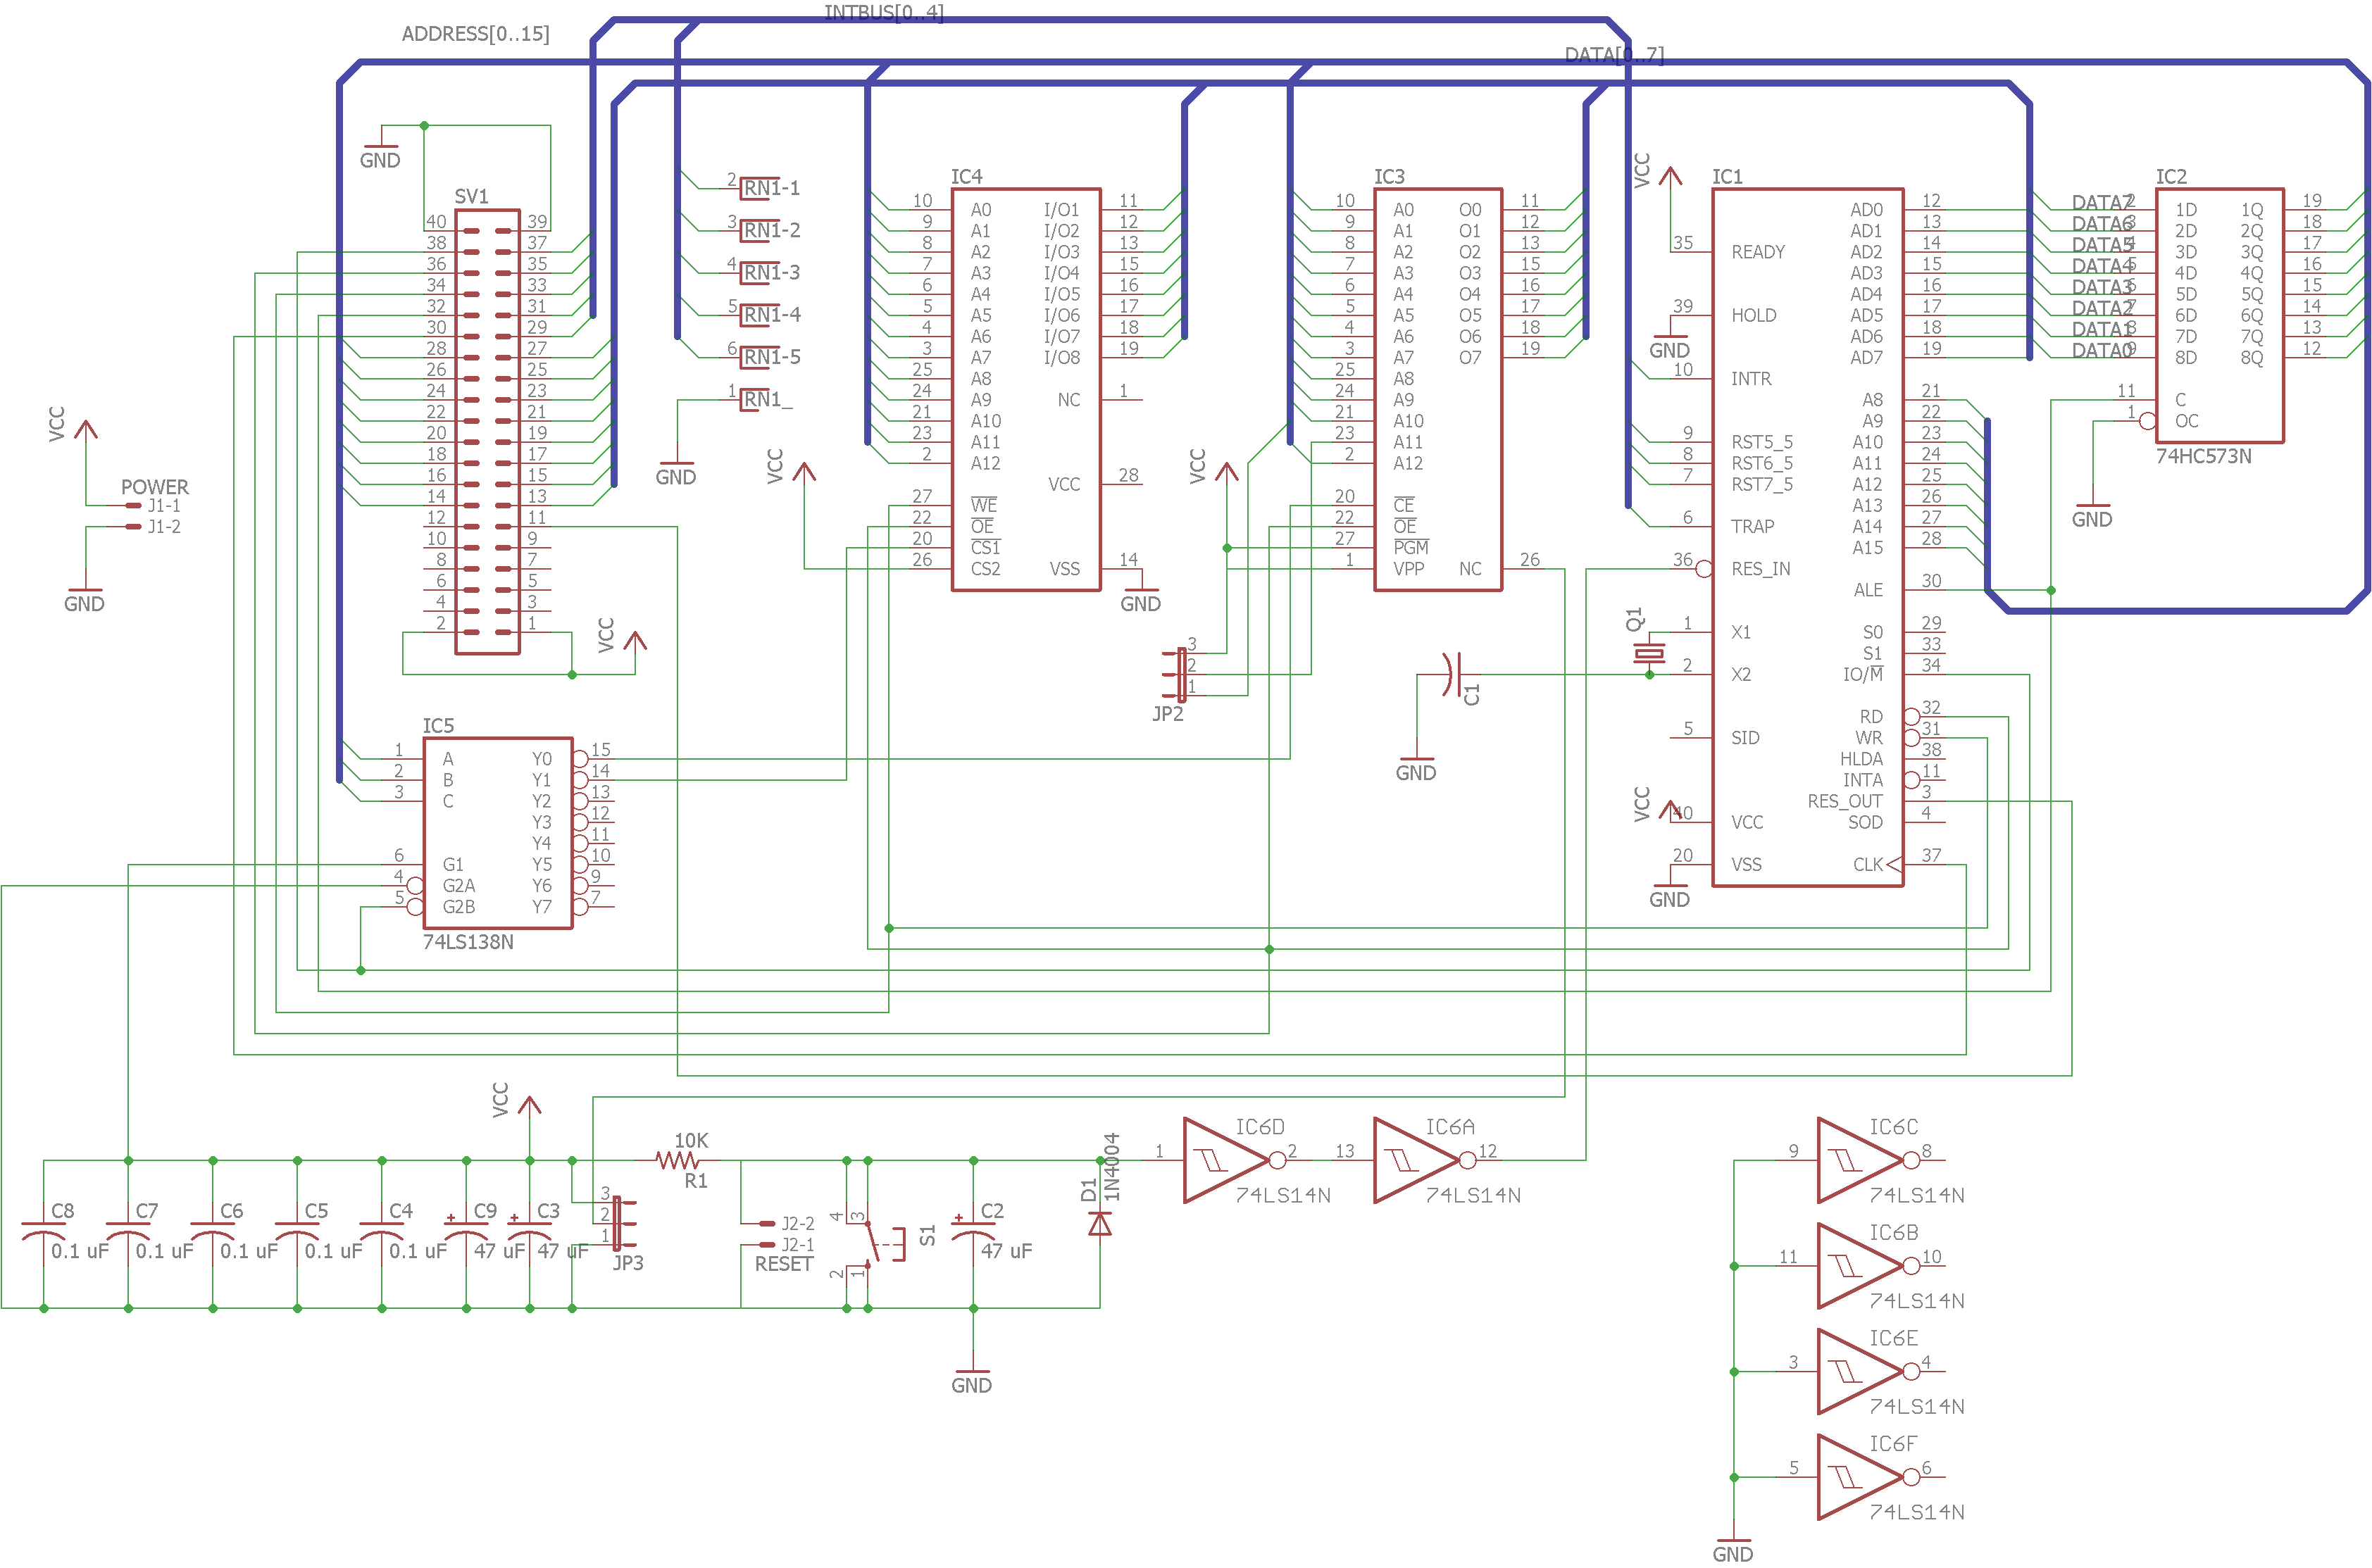 INTBUS[0..4]
ADDRESS[0..15]
DATA[0..7]
GND
SV1
40 39
38 37
36 35
34 33
32 31
30 29
28 27
26 25
24 23
22 21
20 19
18 17
16 15
14 13
12 11
10 9
8 7
6 5
4 3
2 1
VCC
VCC
POWER
J1-1
J1-2
GND
2 RN1-1
3 RN1-2
4 RN1-3
5 RN1-4
6 RN1-5
1 RN1_
GND
VCC
IC4
10 A0 I/O1 11
9 A1 I/O2 12
8 A2 I/O3 13
7 A3 I/O4 15
6 A4 I/O5 16
5 A5 I/O6 17
4 A6 I/O7 18
3 A7 I/O8 19
25 A8
24 A9 NC 1
21 A10
23 A11
2 A12
VCC 28
27 WE
22 OE
20 CS1
26 CS2 VSS 14
GND
VCC
IC3
10 A0 O0 11
9 A1 O1 12
8 A2 O2 13
7 A3 O3 15
6 A4 O4 16
5 A5 O5 17
4 A6 O6 18
3 A7 O7 19
25 A8
24 A9
21 A10
23 A11
2 A12
20 CE
22 OE
27 PGM
1 VPP NC 26
3
2
1
JP2
C1
GND
Q1
VCC
IC1
12 AD0
13 AD1
35 READY AD2 14
AD3 15
AD4 16
39 HOLD AD5 17
AD6 18
GND
AD7 19
10 INTR
A8 21
A9 22
9 RST5_5 A10 23
8 RST6_5 A11 24
7 RST7_5 A12 25
A13 26
6 TRAP A14 27
A15 28
36 RES_IN
ALE 30
1 X1 S0 29
S1 33
2 X2 IO/M 34
RD 32
5 SID WR 31
HLDA 38
INTA 11
RES_OUT 3
VCC
40 VCC SOD 4
20 VSS CLK 37
GND
IC2
DATA7 2 1D 1Q 19
DATA6 3 2D 2Q 18
DATA5 4 3D 3Q 17
DATA4 5 4D 4Q 16
DATA3 6 5D 5Q 15
DATA2 7 6D 6Q 14
DATA1 8 7D 7Q 13
DATA0 9 8D 8Q 12
11 C
1 OC
74HC573N
GND
IC5
1 A Y0 15
2 B Y1 14
3 C Y2 13
Y3 12
Y4 11
6 G1 Y5 10
4 G2A Y6 9
5 G2B Y7 7
74LS138N
VCC
C8
0.1 uF
C7
0.1 uF
C6
0.1 uF
C5
0.1 uF
C4
0.1 uF
C9
47 uF
C3
47 uF
3
2
1
JP3
10K
R1
J2-2
J2-1
RESET
4 3
2 1
S1
C2
47 uF
D1
1N4004
GND
IC6D
1 2
74LS14N
IC6A
13 12
74LS14N
IC6C
9 8
74LS14N
IC6B
11 10
74LS14N
IC6E
3 4
74LS14N
IC6F
5 6
74LS14N
GND